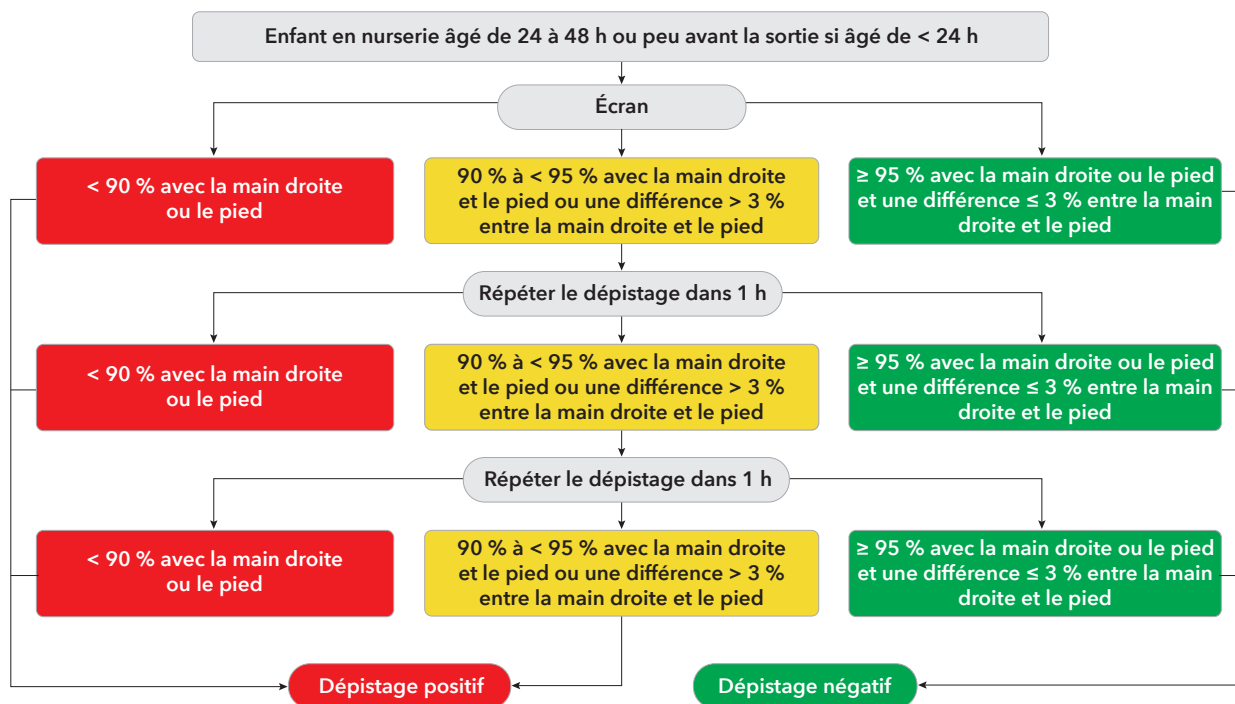 Enfant en nurserie âgé de 24 à 48 h ou peu avant la sortie si âgé de < 24 h
Écran
< 90 % avec la main droite
ou le pied
90 % à < 95 % avec la main droite
et le pied ou une différence > 3 %
entre la main droite et le pied
≥ 95 % avec la main droite ou le pied
et une différence ≤ 3 % entre la main
droite et le pied
Répéter le dépistage dans 1 h
< 90 % avec la main droite
ou le pied
90 % à < 95 % avec la main droite
et le pied ou une différence > 3 %
entre la main droite et le pied
≥ 95 % avec la main droite ou le pied
et une différence ≤ 3 % entre la main
droite et le pied
Répéter le dépistage dans 1 h
< 90 % avec la main droite
ou le pied
90 % à < 95 % avec la main droite
et le pied ou une différence > 3 %
entre la main droite et le pied
≥ 95 % avec la main droite ou le pied
et une différence ≤ 3 % entre la main
droite et le pied
Dépistage positif
Dépistage négatif